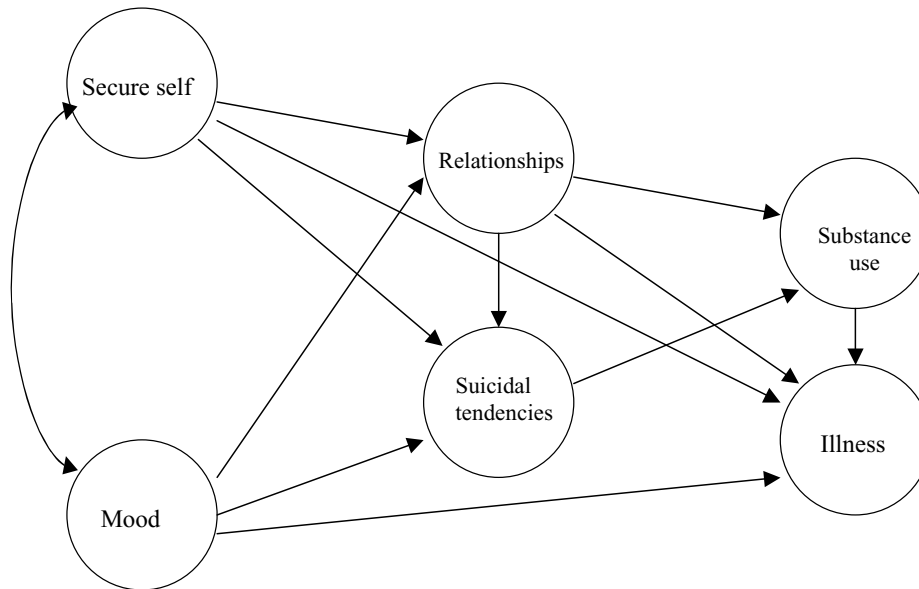 Secure self
Relationships
Substance
use
Suicidal
tendencies
Illness
Mood